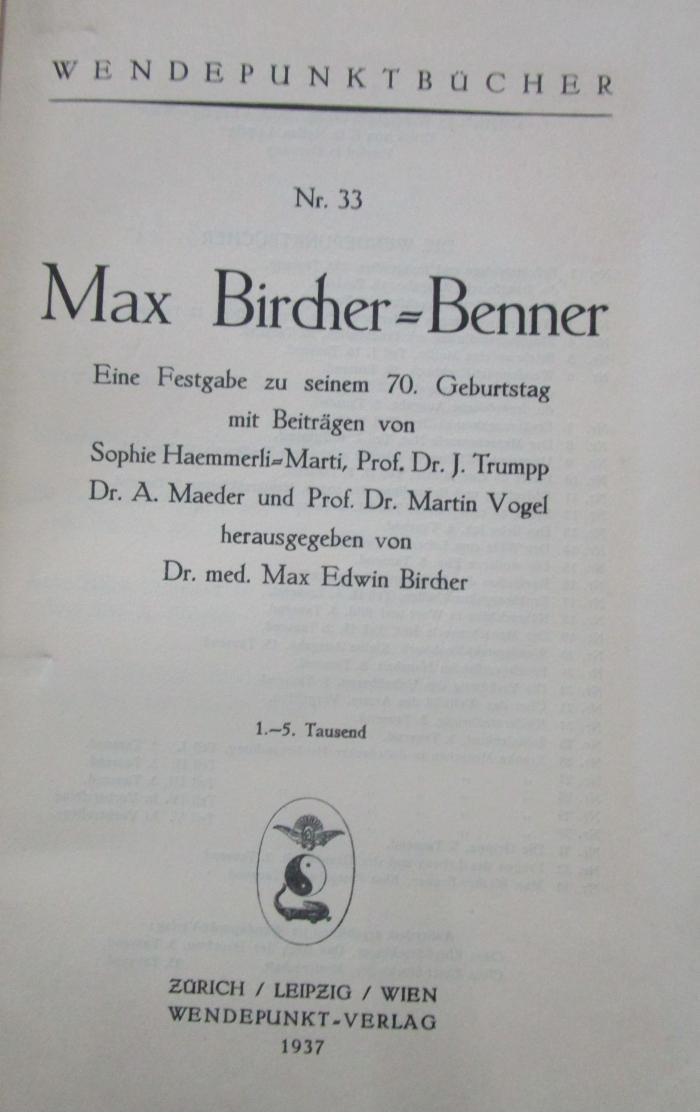 WENDEPUNKTBÜCHER
Nr. 33
Max Bircher=Benner
Eine Festgabe zu seinem 70. Geburtstag
mit Beiträgen von
Sophie Haemmerli=Marti, Prof. Dr. J. Trumpp
Dr. A. Maeder und Prof. Dr. Martin Vogel
herausgegeben von
Dr. med. Max Edwin Bircher
1.–5. Tausend
ZÜRICH / LEIPZIG / WIEN
WENDEPUNKT-VERLAG
1937